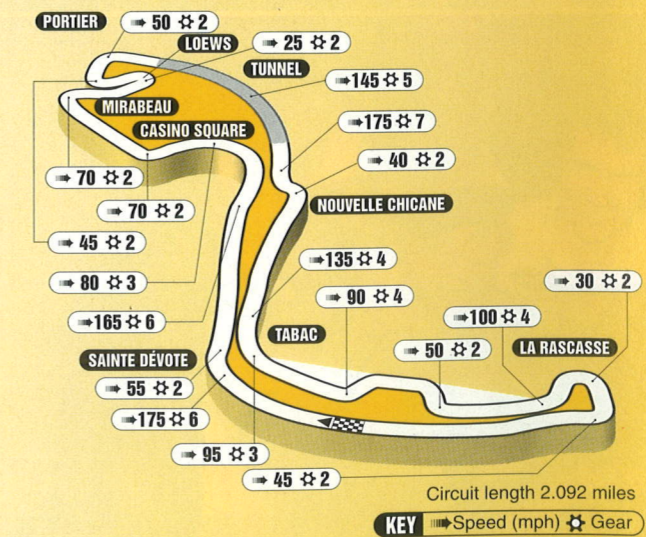 PORTIER
50 2
LOEWS
25 2
TUNNEL
145 5
MIRABEAU
175 7
CASINO SQUARE
40 2
70 2
NOUVELLE CHICANE
70 2
45 2
135 4
80 3
30 2
90 4
165 6
100 4
TABAC
50 2
LA RASCASSE
SAINTE DÉVOTE
55 2
175 6
95 3
45 2
Circuit length 2.092 miles
KEY Speed (mph) Gear